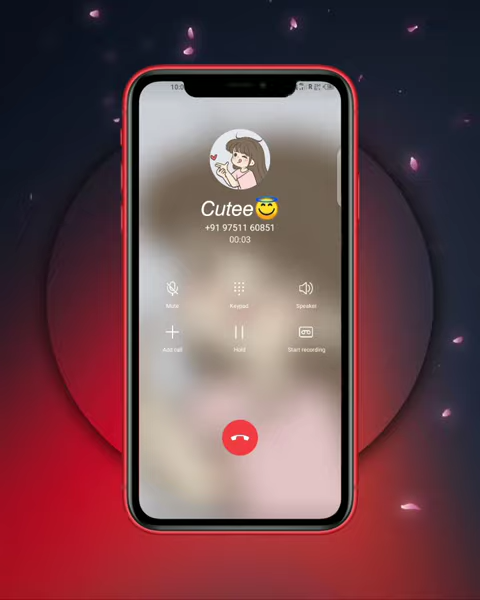 Cutee😇
+91 97511 60851
00:03
Mute Keypad Speaker
Add call Hold Start recording